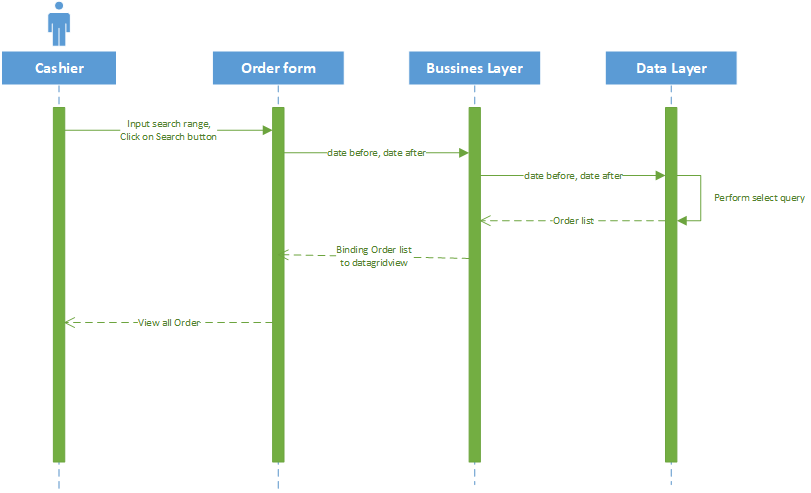 Cashier
Order form
Bussines Layer
Data Layer
Input search range,
Click on Search button
date before, date after
date before, date after
Perform select query
Order list
Binding Order list
to datagridview
View all Order